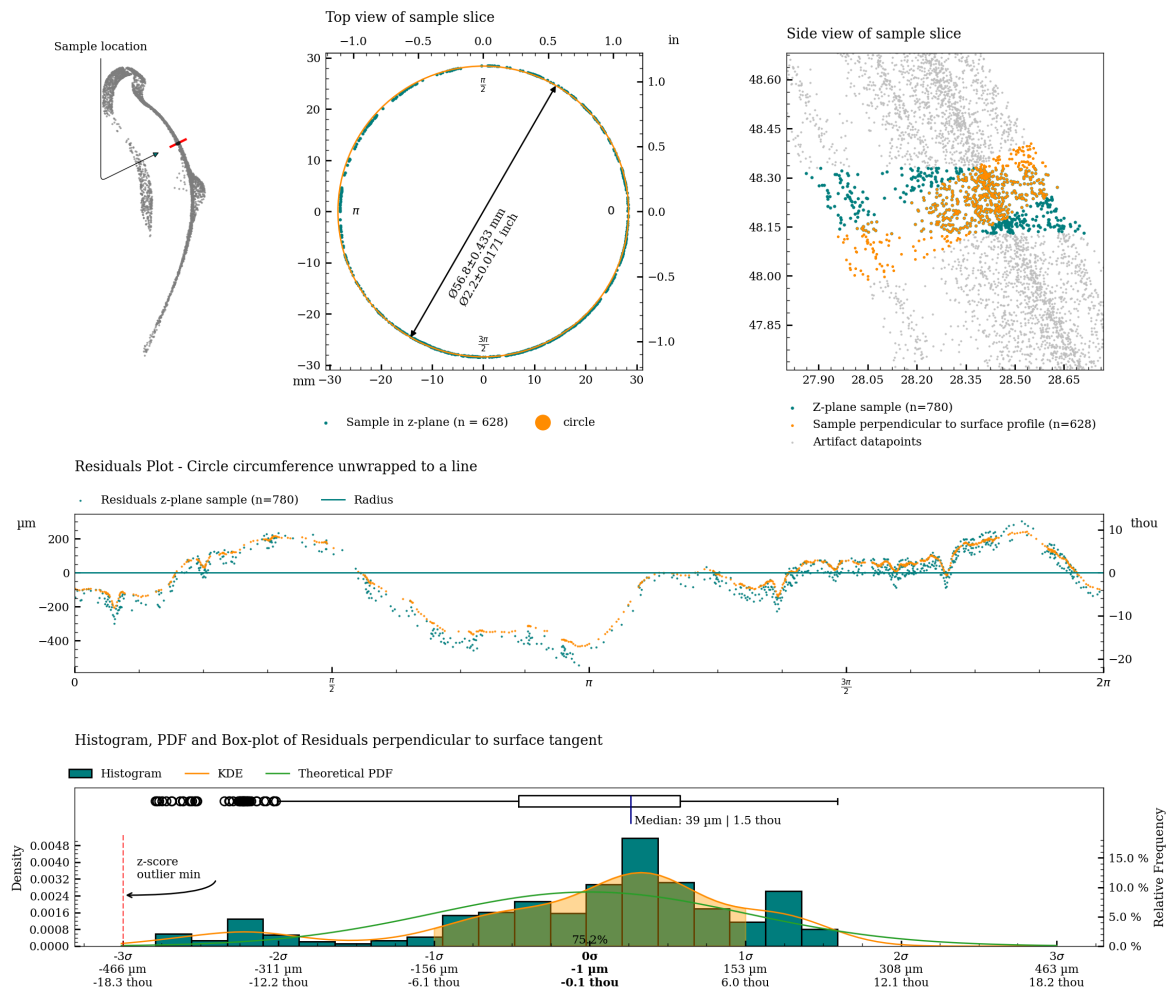 Sample location
Top view of sample slice
−1.0 −0.5 0.0 0.5 1.0 in
30
20
10
0
−10
−20
−30
1.0
0.5
0.0
−0.5
−1.0
π/2
π
0
3π/2
Ø56.8±0.433 mm
Ø2.2±0.0171 inch
mm −30 −20 −10 0 10 20 30
Sample in z-plane (n = 628) circle
Side view of sample slice
48.60
48.45
48.30
48.15
48.00
47.85
27.90 28.05 28.20 28.35 28.50 28.65
Z-plane sample (n=780)
Sample perpendicular to surface profile (n=628)
Artifact datapoints
Residuals Plot - Circle circumference unwrapped to a line
Residuals z-plane sample (n=780) Radius
µm
200
0
−200
−400
thou
10
0
−10
−20
0 π/2 π 3π/2 2π
Histogram, PDF and Box-plot of Residuals perpendicular to surface tangent
Histogram KDE Theoretical PDF
Median: 39 µm | 1.5 thou
z-score
outlier min
Density
0.0048
0.0040
0.0032
0.0024
0.0016
0.0008
0.0000
Relative Frequency
15.0 %
10.0 %
5.0 %
0.0 %
75.2%
-3σ -2σ -1σ 0σ 1σ 2σ 3σ
-466 µm -311 µm -156 µm -1 µm 153 µm 308 µm 463 µm
-18.3 thou -12.2 thou -6.1 thou -0.1 thou 6.0 thou 12.1 thou 18.2 thou